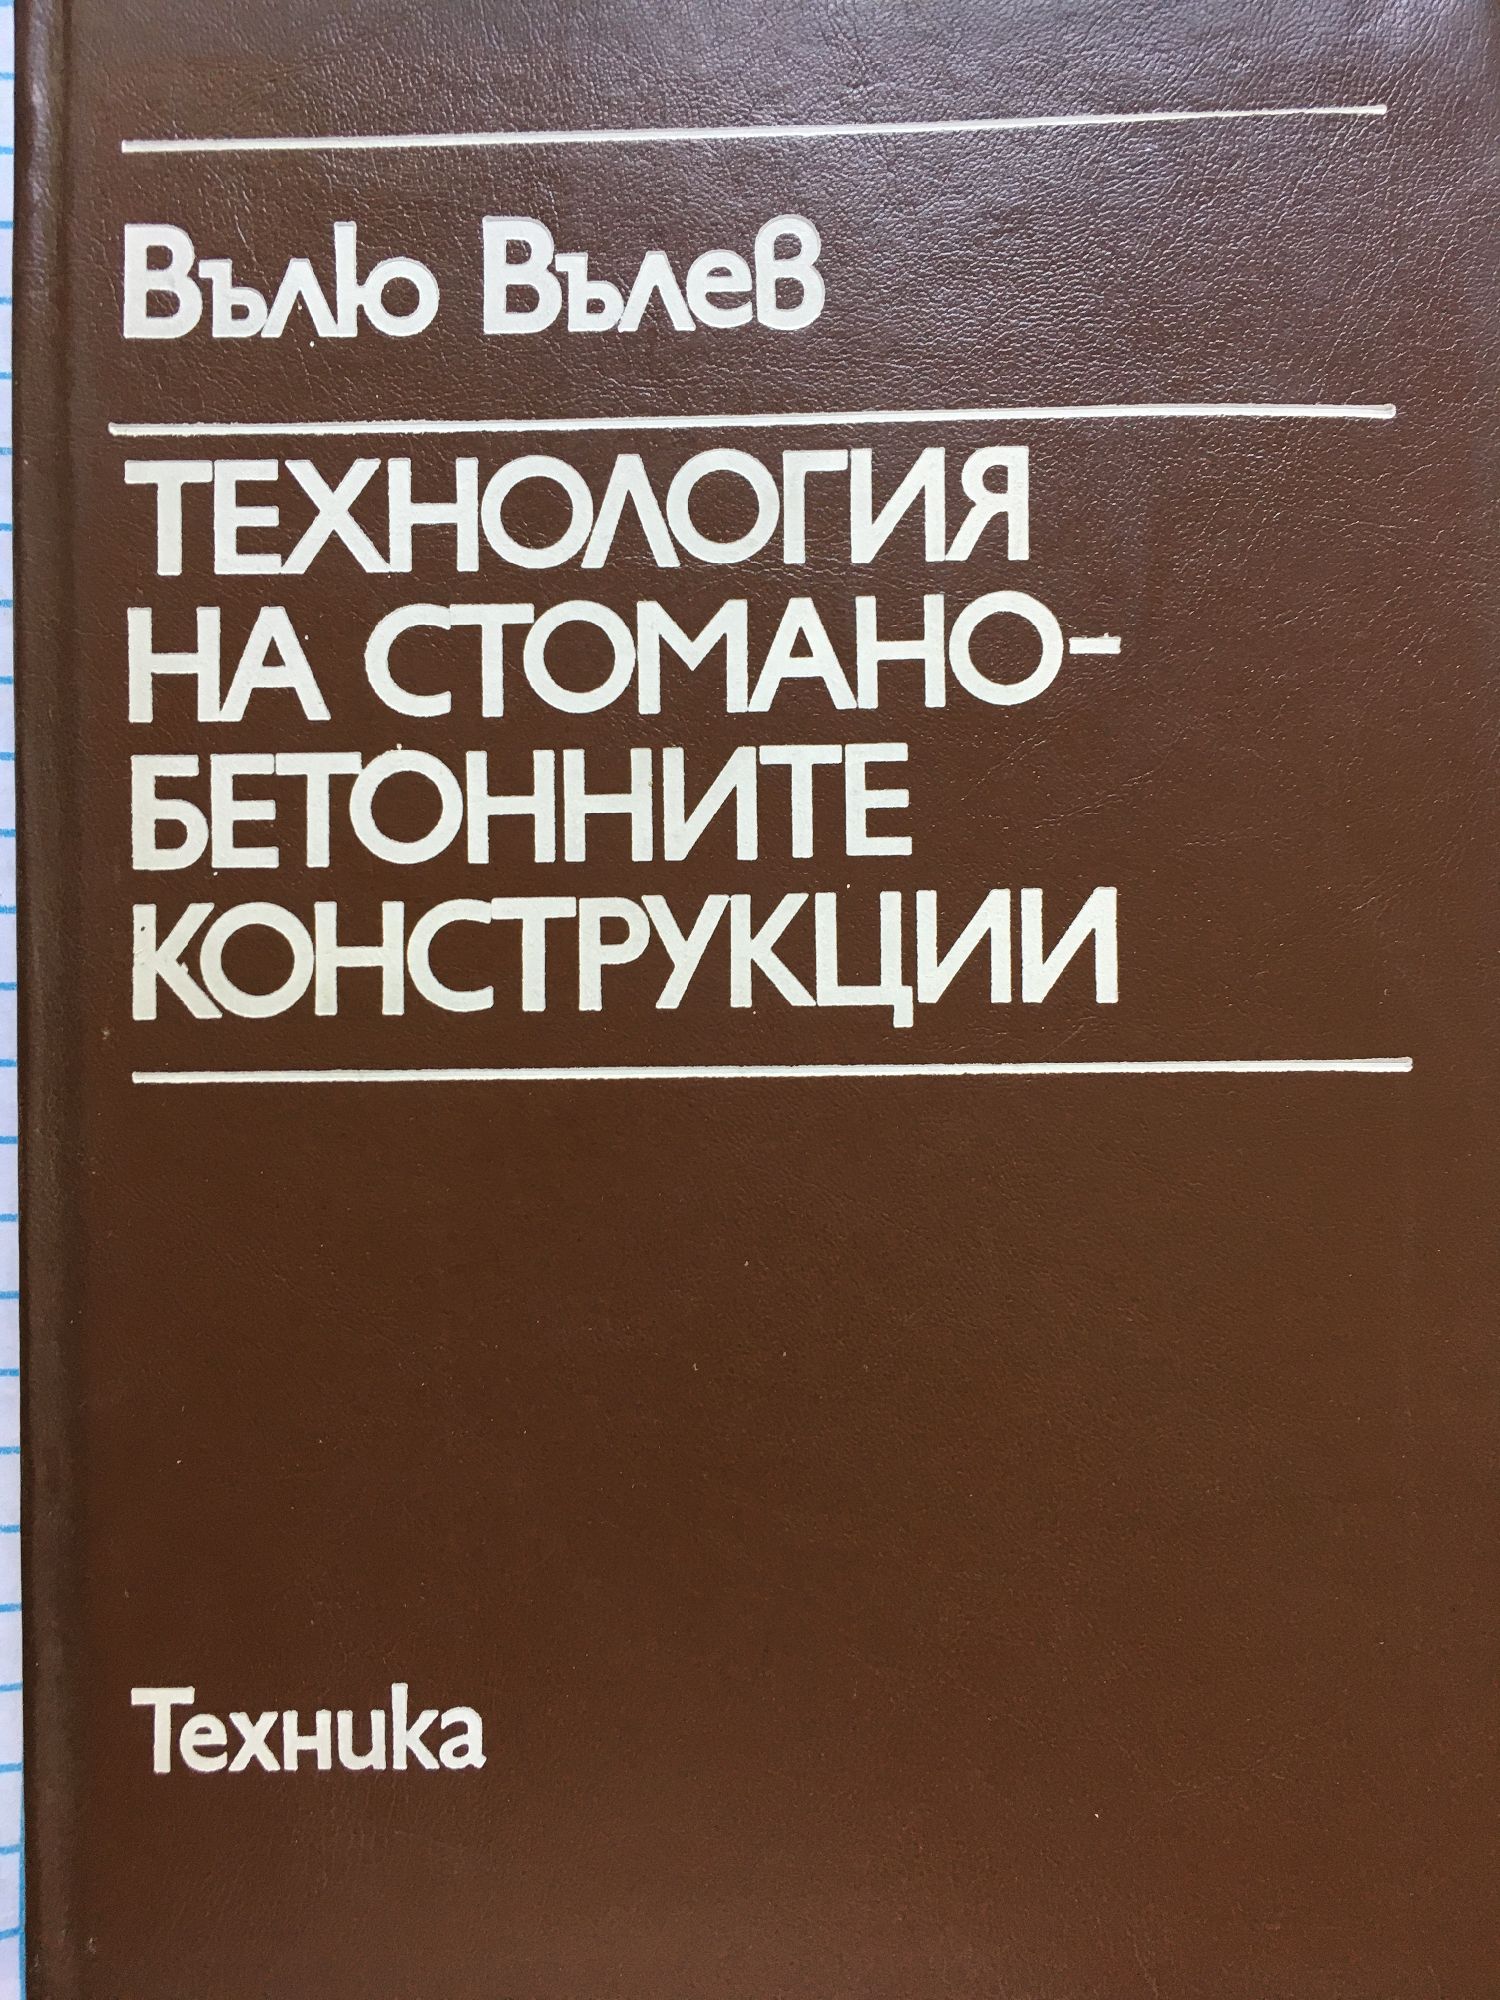 Вълю Вълев
ТЕХНОЛОГИЯ
НА СТОМАНО-
БЕТОННИТЕ
КОНСТРУКЦИИ
Техника